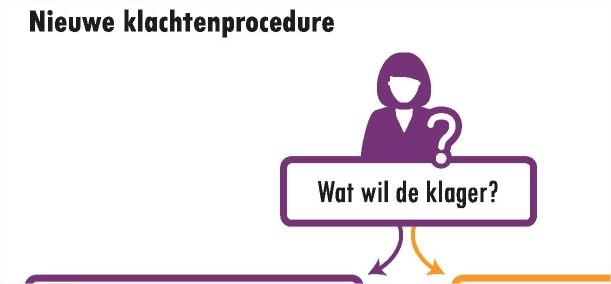 Nieuwe klachtenprocedure
?
Wat wil de klager?